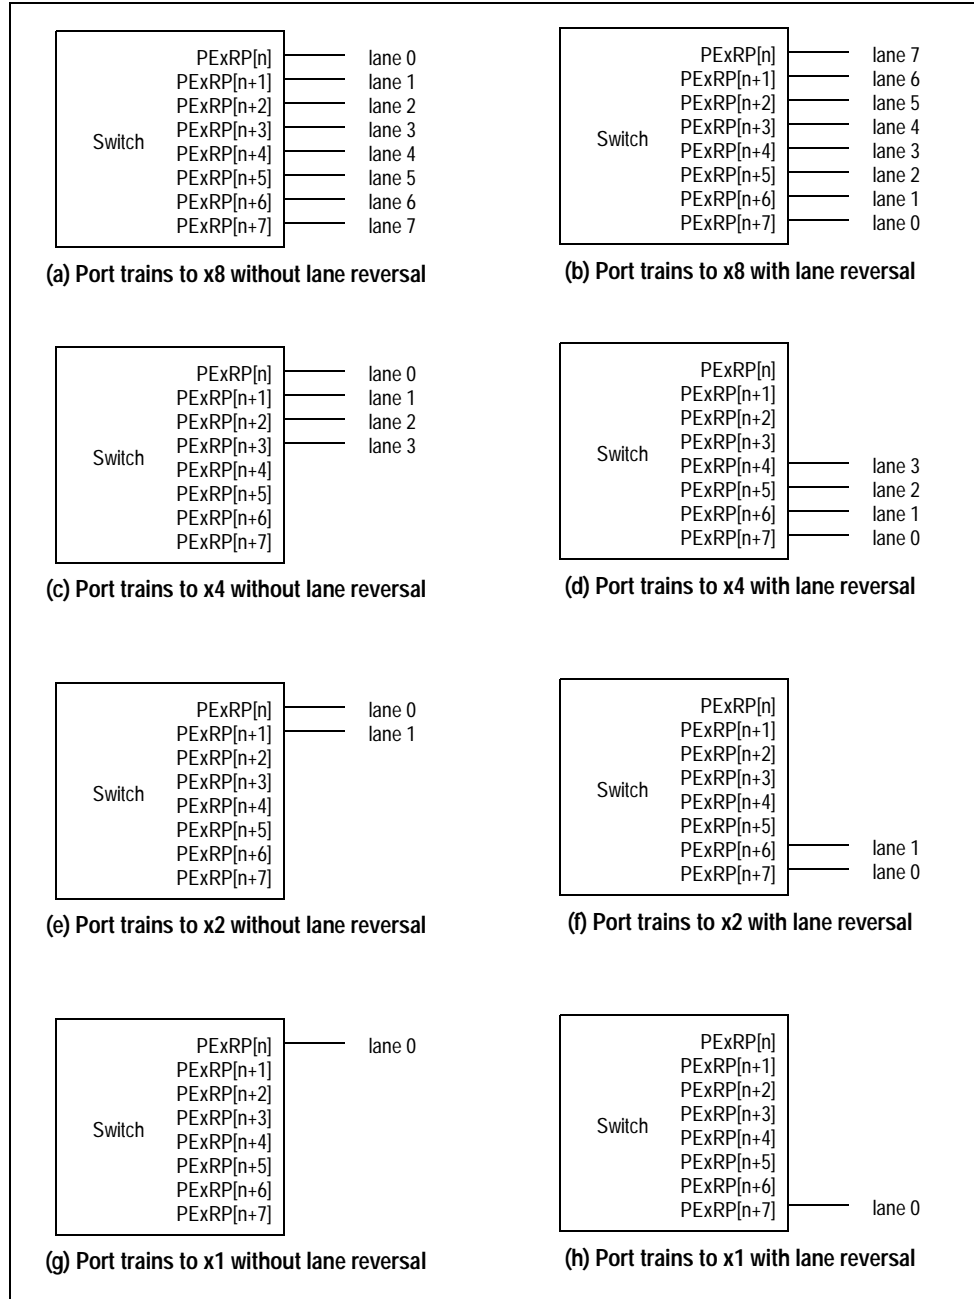 PExRP[n] lane 0
PExRP[n+1] lane 1
PExRP[n+2] lane 2
PExRP[n+3] lane 3
Switch
PExRP[n+4] lane 4
PExRP[n+5] lane 5
PExRP[n+6] lane 6
PExRP[n+7] lane 7
(a) Port trains to x8 without lane reversal
PExRP[n] lane 7
PExRP[n+1] lane 6
PExRP[n+2] lane 5
PExRP[n+3] lane 4
Switch
PExRP[n+4] lane 3
PExRP[n+5] lane 2
PExRP[n+6] lane 1
PExRP[n+7] lane 0
(b) Port trains to x8 with lane reversal
PExRP[n] lane 0
PExRP[n+1] lane 1
PExRP[n+2] lane 2
PExRP[n+3] lane 3
Switch
PExRP[n+4]
PExRP[n+5]
PExRP[n+6]
PExRP[n+7]
(c) Port trains to x4 without lane reversal
PExRP[n]
PExRP[n+1]
PExRP[n+2]
PExRP[n+3]
Switch
PExRP[n+4] lane 3
PExRP[n+5] lane 2
PExRP[n+6] lane 1
PExRP[n+7] lane 0
(d) Port trains to x4 with lane reversal
PExRP[n] lane 0
PExRP[n+1] lane 1
PExRP[n+2]
PExRP[n+3]
Switch
PExRP[n+4]
PExRP[n+5]
PExRP[n+6]
PExRP[n+7]
(e) Port trains to x2 without lane reversal
PExRP[n]
PExRP[n+1]
PExRP[n+2]
PExRP[n+3]
Switch
PExRP[n+4]
PExRP[n+5]
PExRP[n+6] lane 1
PExRP[n+7] lane 0
(f) Port trains to x2 with lane reversal
PExRP[n] lane 0
PExRP[n+1]
PExRP[n+2]
PExRP[n+3]
Switch
PExRP[n+4]
PExRP[n+5]
PExRP[n+6]
PExRP[n+7]
(g) Port trains to x1 without lane reversal
PExRP[n]
PExRP[n+1]
PExRP[n+2]
PExRP[n+3]
Switch
PExRP[n+4]
PExRP[n+5]
PExRP[n+6]
PExRP[n+7] lane 0
(h) Port trains to x1 with lane reversal